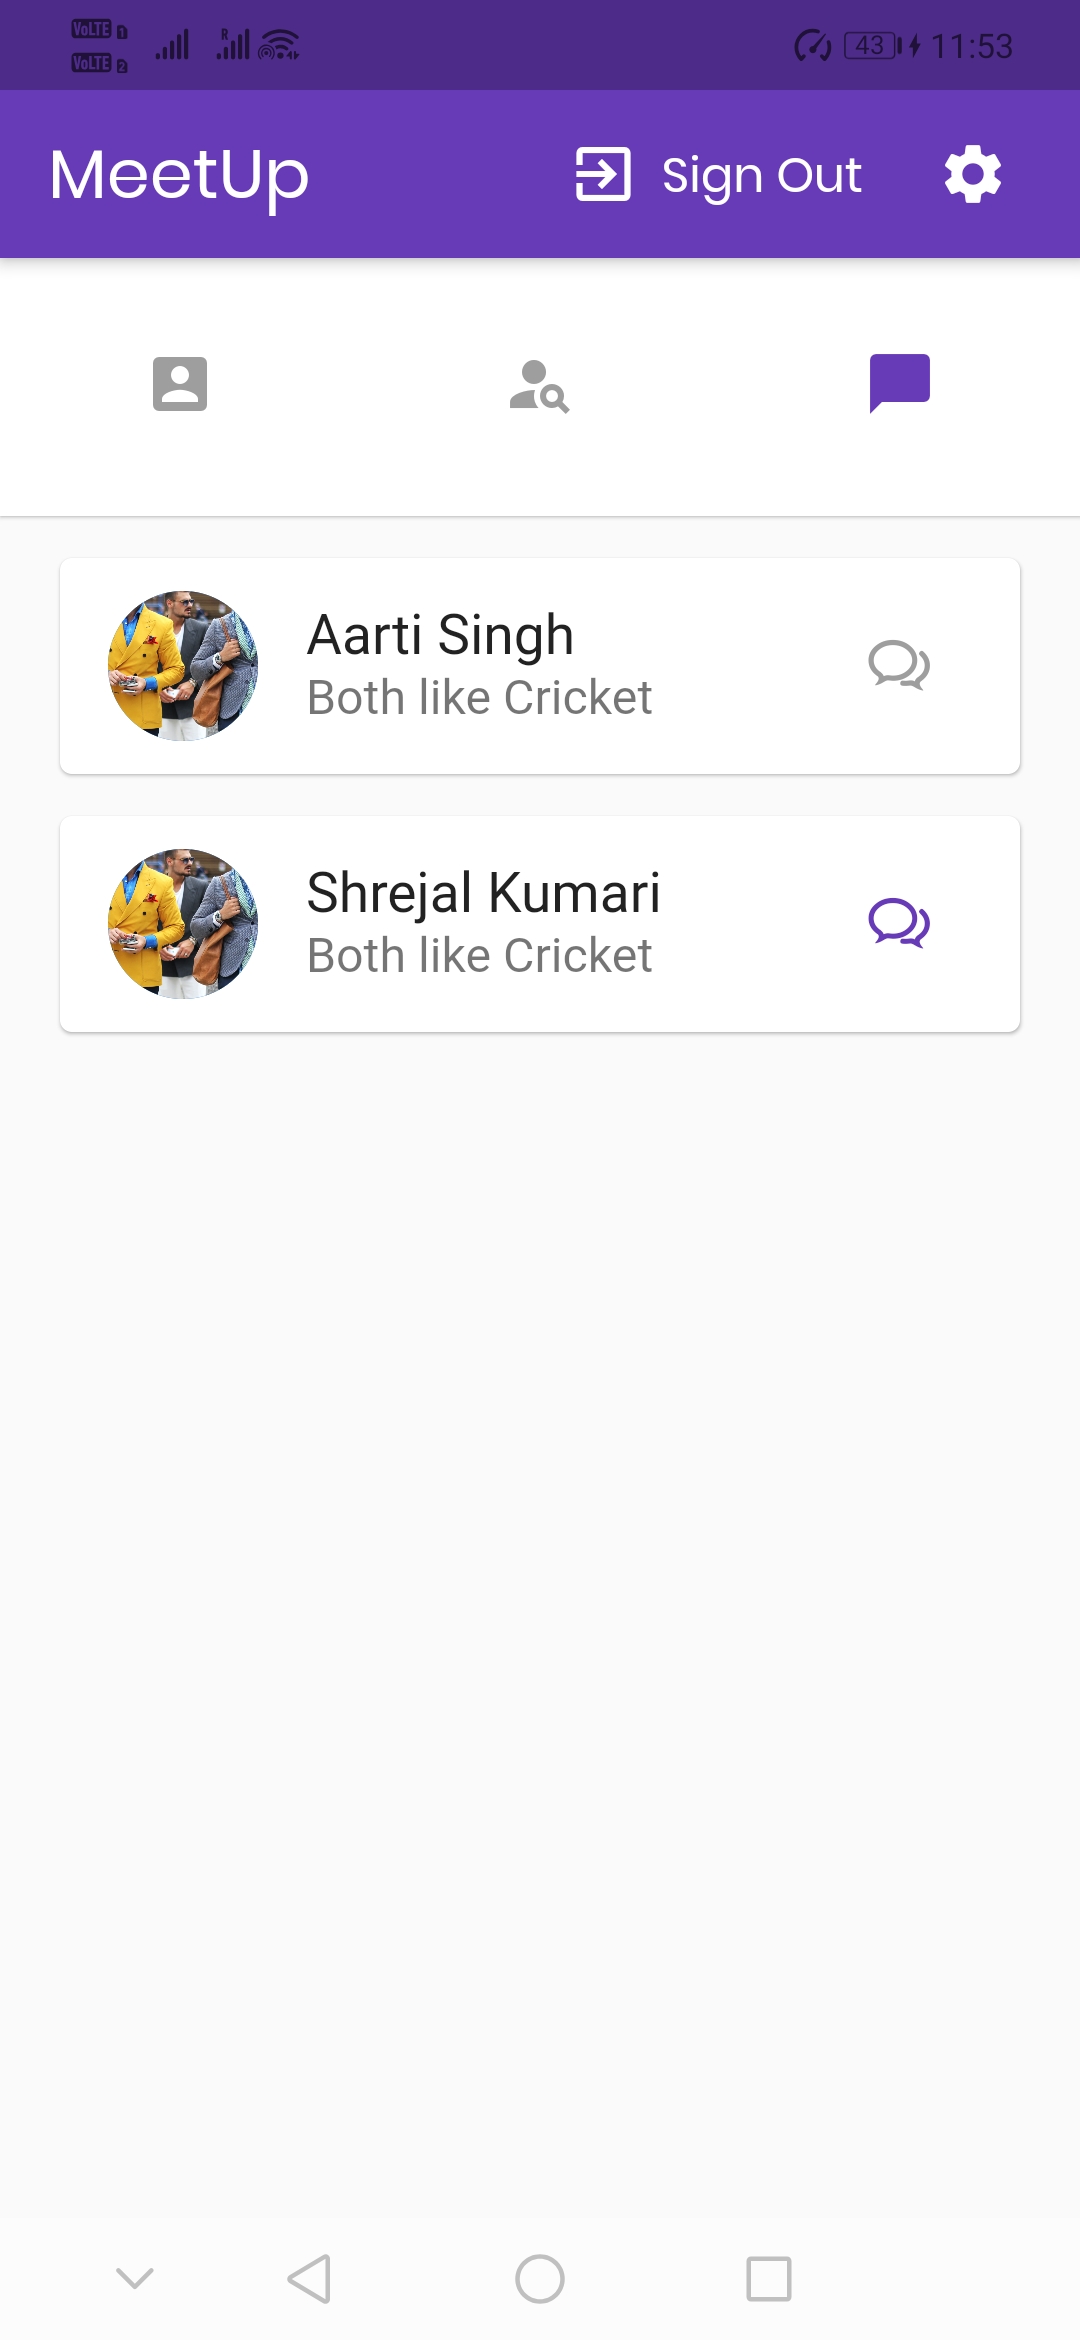 VoLTE 1
VoLTE 2
R
43 11:53
MeetUp Sign Out
Aarti Singh
Both like Cricket
Shrejal Kumari
Both like Cricket